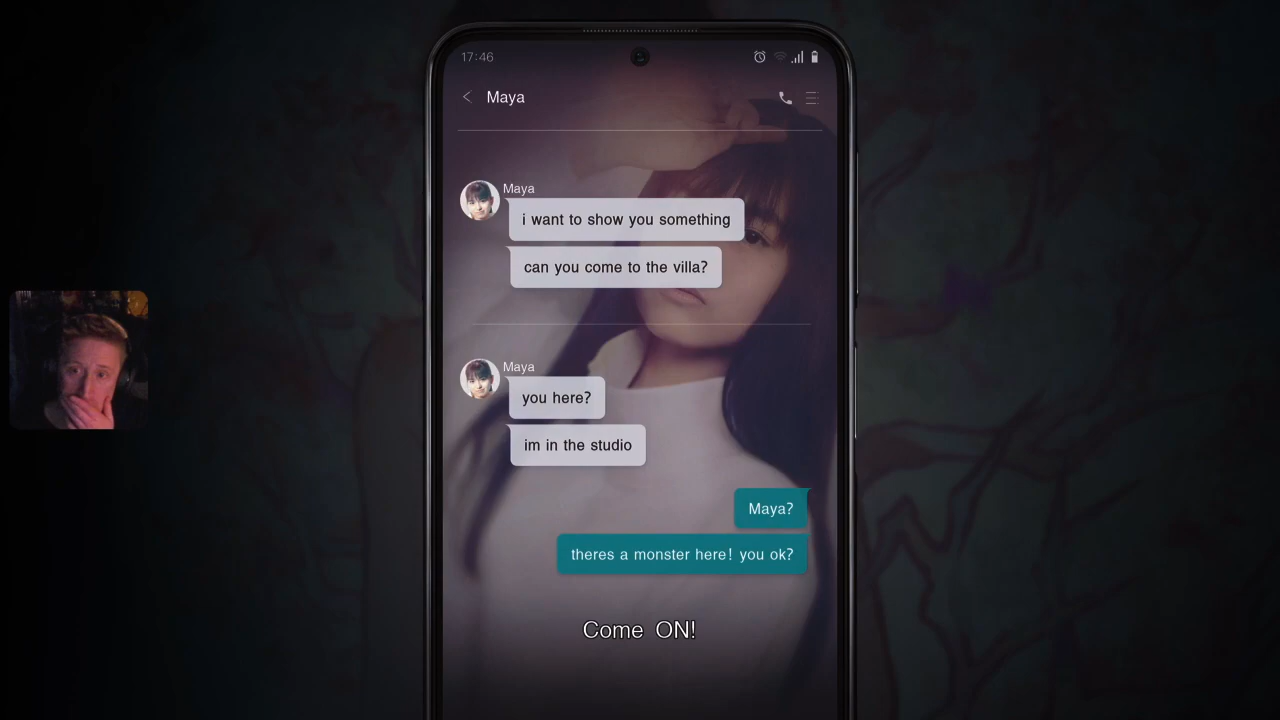 17:46
Maya
Maya
i want to show you something
can you come to the villa?
Maya
you here?
im in the studio
Maya?
theres a monster here! you ok?
Come ON!